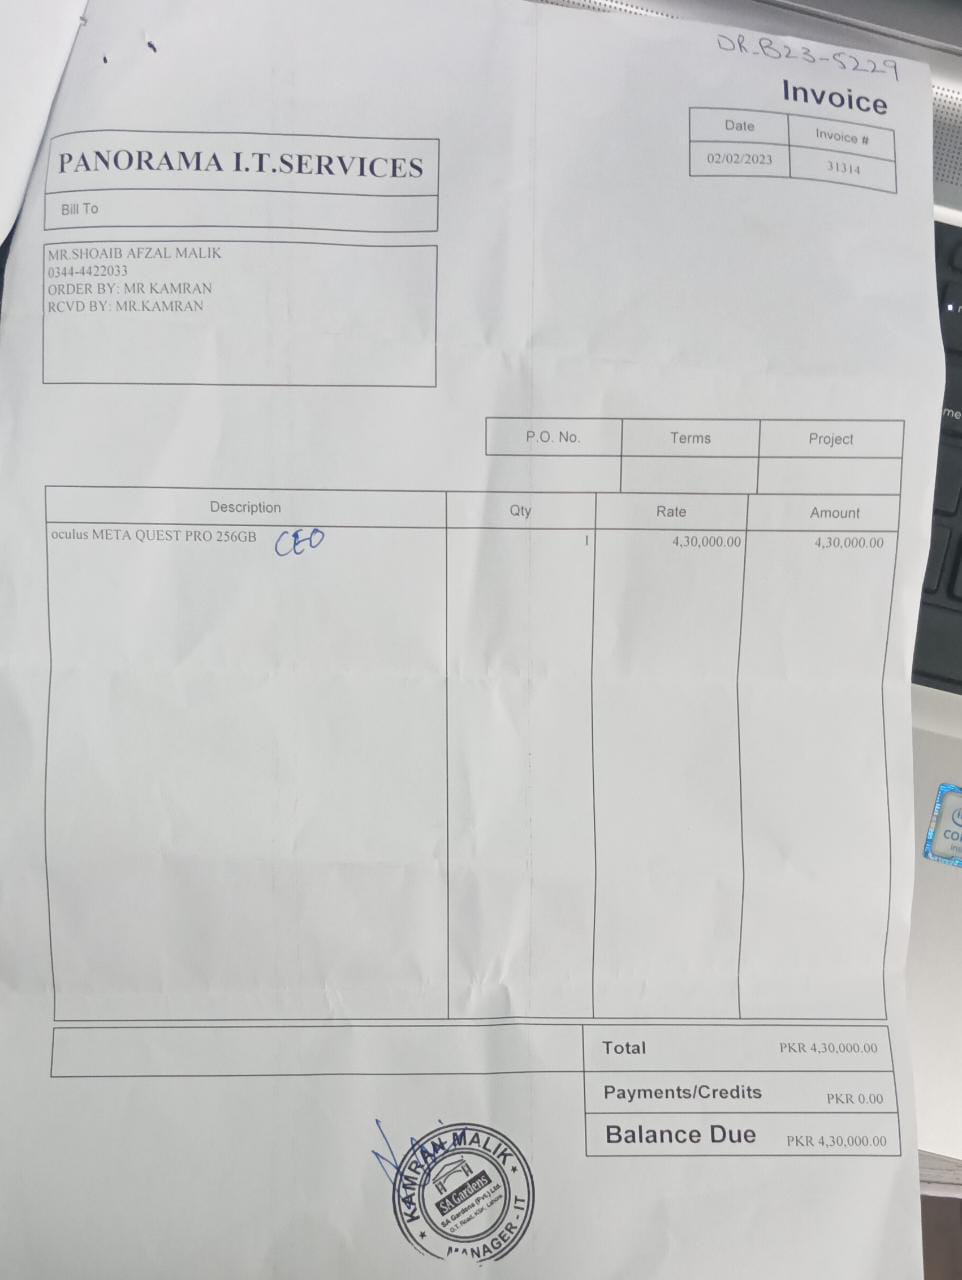 DR-B23-5229
Invoice
Date Invoice #
02/02/2023 31314
PANORAMA I.T.SERVICES
Bill To
MR.SHOAIB AFZAL MALIK
0344-4422033
ORDER BY: MR KAMRAN
RCVD BY: MR.KAMRAN
P.O. No. Terms Project
Description Qty Rate Amount
oculus META QUEST PRO 256GB CEO 1 4,30,000.00 4,30,000.00
Total PKR 4,30,000.00
Payments/Credits PKR 0.00
Balance Due PKR 4,30,000.00
KAMRAN MALIK
SA Gardens
SA Gardens (Pvt.) Ltd.
G.T. Road, KSK, Lahore
MANAGER-IT